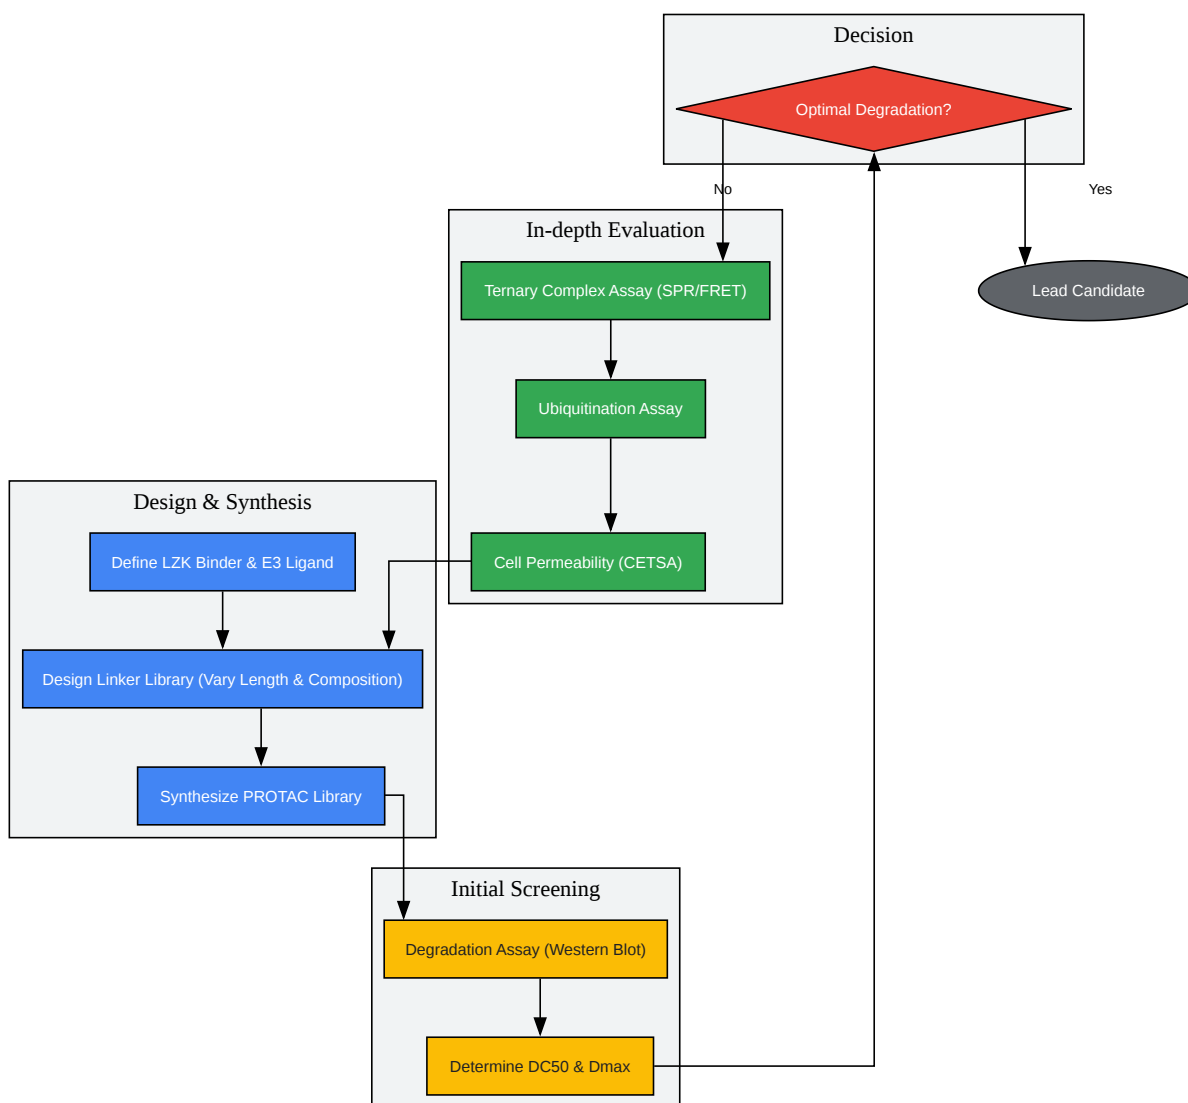 Decision
Optimal Degradation?
No
Yes
In-depth Evaluation
Ternary Complex Assay (SPR/FRET)
Lead Candidate
Ubiquitination Assay
Cell Permeability (CETSA)
Design & Synthesis
Define LZK Binder & E3 Ligand
Design Linker Library (Vary Length & Composition)
Synthesize PROTAC Library
Initial Screening
Degradation Assay (Western Blot)
Determine DC50 & Dmax